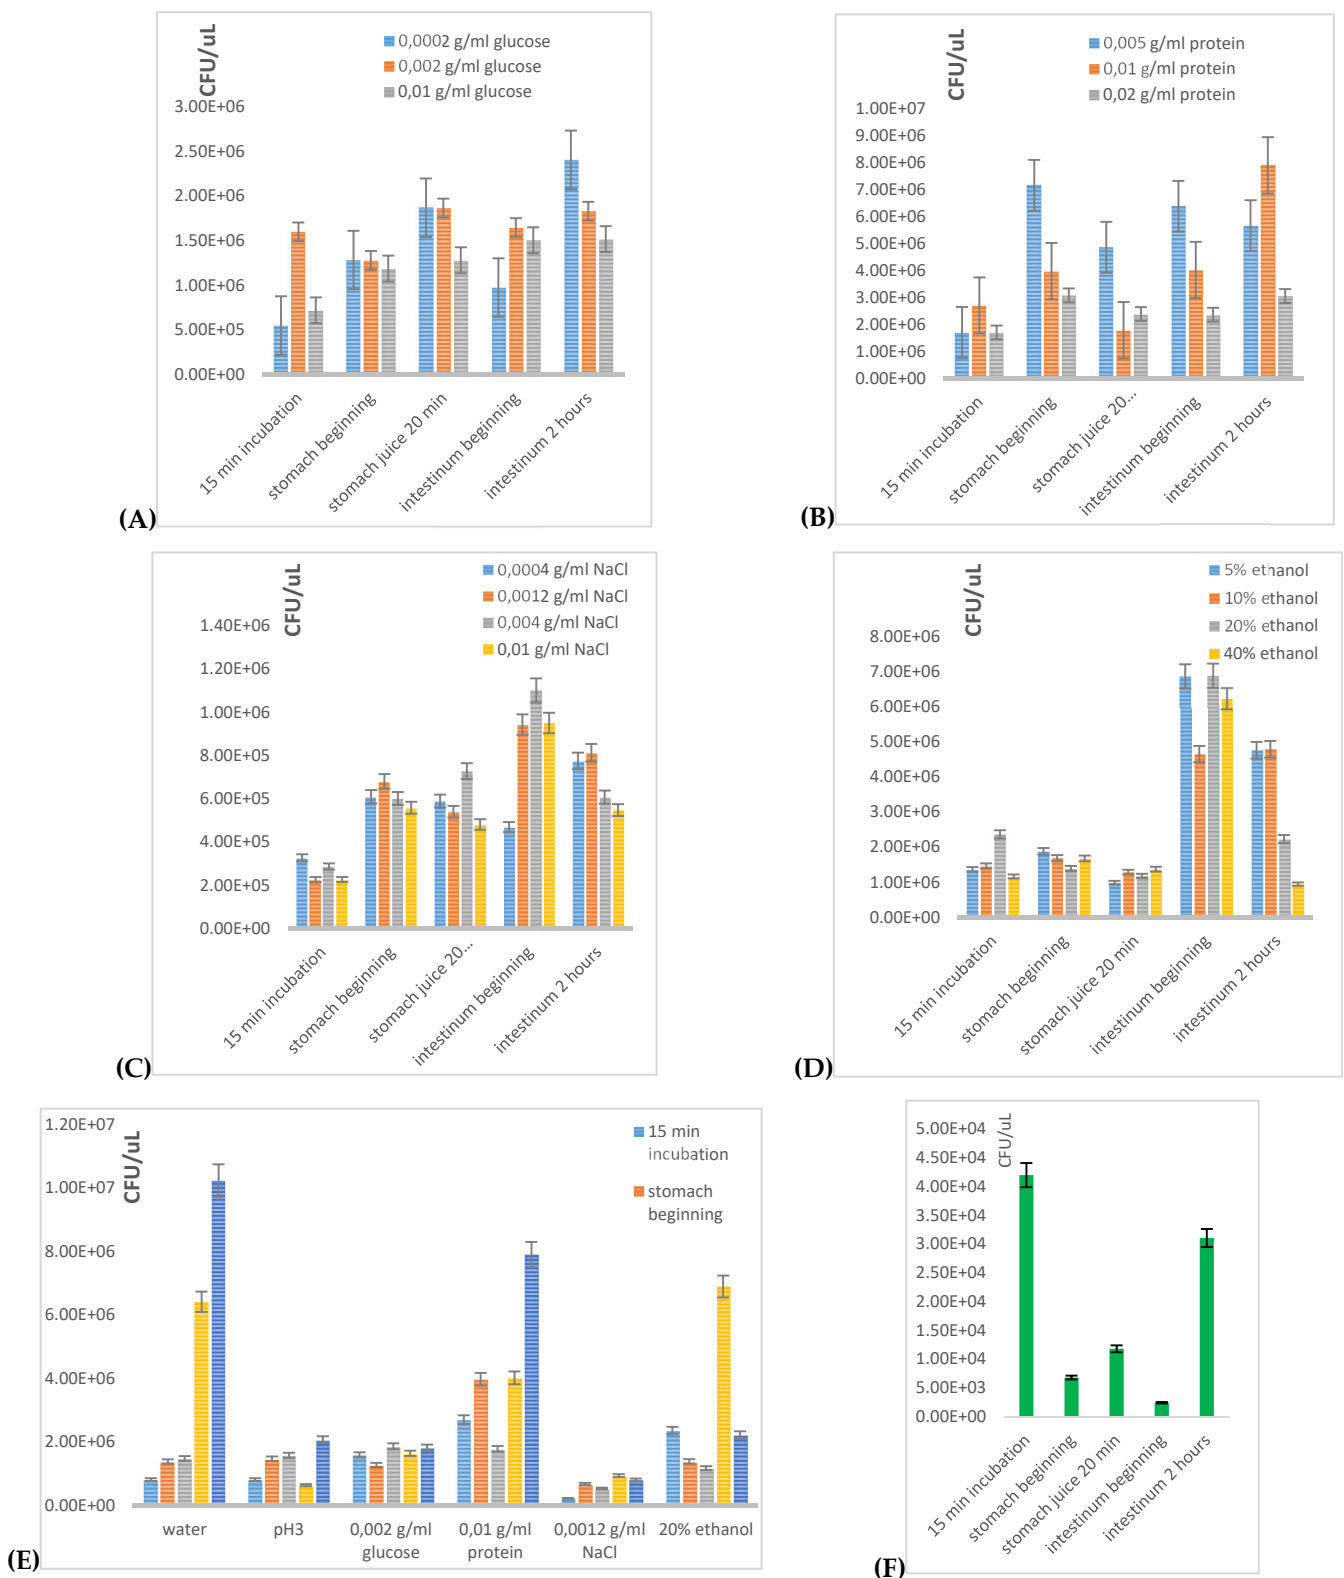 CFU/uL
0,0002 g/ml glucose
0,002 g/ml glucose
0,01 g/ml glucose
3.00E+06
2.50E+06
2.00E+06
1.50E+06
1.00E+06
5.00E+05
0.00E+00
15 min incubation
stomach beginning
stomach juice 20 min
intestinum beginning
intestinum 2 hours
(A)
CFU/uL
0,005 g/ml protein
0,01 g/ml protein
0,02 g/ml protein
1.00E+07
9.00E+06
8.00E+06
7.00E+06
6.00E+06
5.00E+06
4.00E+06
3.00E+06
2.00E+06
1.00E+06
0.00E+00
15 min incubation
stomach beginning
stomach juice 20...
intestinum beginning
intestinum 2 hours
(B)
CFU/uL
0,0004 g/ml NaCl
0,0012 g/ml NaCl
0,004 g/ml NaCl
0,01 g/ml NaCl
1.40E+06
1.20E+06
1.00E+06
8.00E+05
6.00E+05
4.00E+05
2.00E+05
0.00E+00
15 min incubation
stomach beginning
stomach juice 20...
intestinum beginning
intestinum 2 hours
(C)
CFU/uL
5% ethanol
10% ethanol
20% ethanol
40% ethanol
8.00E+06
7.00E+06
6.00E+06
5.00E+06
4.00E+06
3.00E+06
2.00E+06
1.00E+06
0.00E+00
15 min incubation
stomach beginning
stomach juice 20 min
intestinum beginning
intestinum 2 hours
(D)
CFU/uL
15 min
incubation
stomach
beginning
1.20E+07
1.00E+07
8.00E+06
6.00E+06
4.00E+06
2.00E+06
0.00E+00
water
pH3
0,002 g/ml
glucose
0,01 g/ml
protein
0,0012 g/ml
NaCl
20% ethanol
(E)
CFU/uL
5.00E+04
4.50E+04
4.00E+04
3.50E+04
3.00E+04
2.50E+04
2.00E+04
1.50E+04
1.00E+04
5.00E+03
0.00E+00
15 min incubation
stomach beginning
stomach juice 20 min
intestinum beginning
intestinum 2 hours
(F)